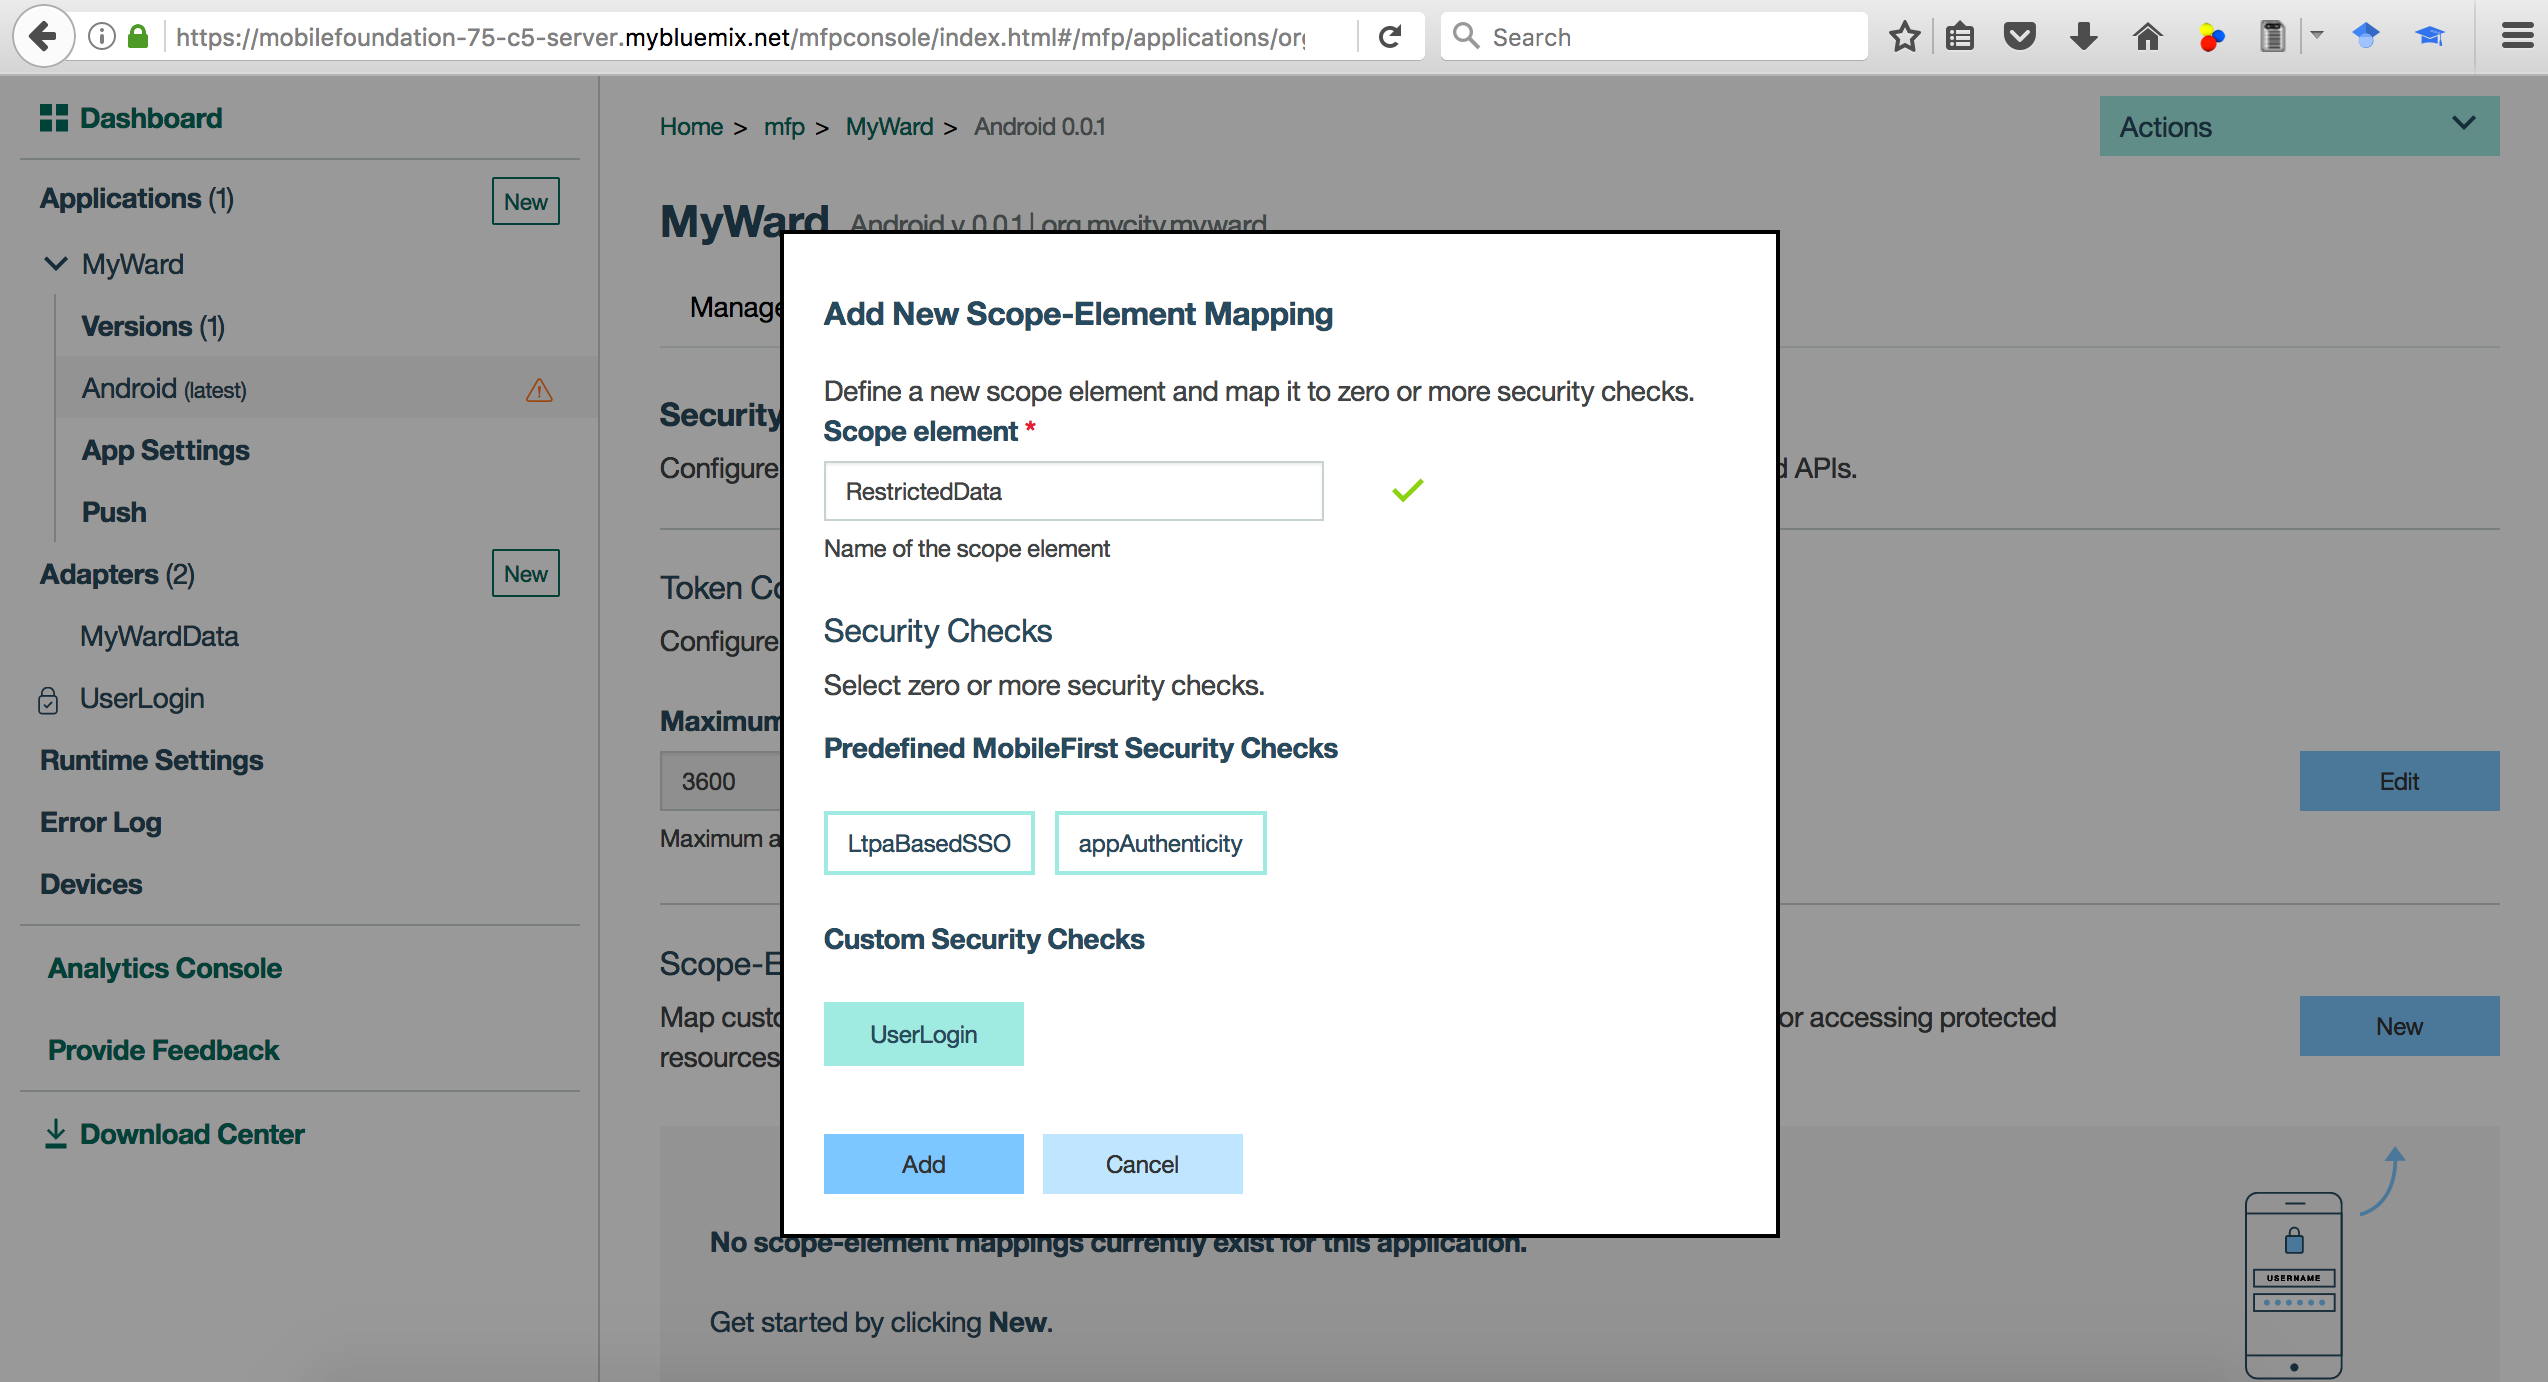 https://mobilefoundation-75-c5-server.mybluemix.net/mfpconsole/index.html#/mfp/applications/org
Search
Dashboard
Applications (1)
New
MyWard
Versions (1)
Android (latest)
App Settings
Push
Adapters (2)
New
MyWardData
UserLogin
Runtime Settings
Error Log
Devices
Analytics Console
Provide Feedback
Download Center
Home > mfp > MyWard > Android 0.0.1
Actions
MyWard Android v 0.0.1 | org.mycity.myward
Manage
Security
Configure
d APIs.
Token Co
Configure
Maximum
3600
Edit
Maximum a
Scope-E
Map custo
or accessing protected
resources
New
Add New Scope-Element Mapping
Define a new scope element and map it to zero or more security checks.
Scope element *
RestrictedData
Name of the scope element
Security Checks
Select zero or more security checks.
Predefined MobileFirst Security Checks
LtpaBasedSSO
appAuthenticity
Custom Security Checks
UserLogin
Add
Cancel
No scope-element mappings currently exist for this application.
Get started by clicking New.
USERNAME